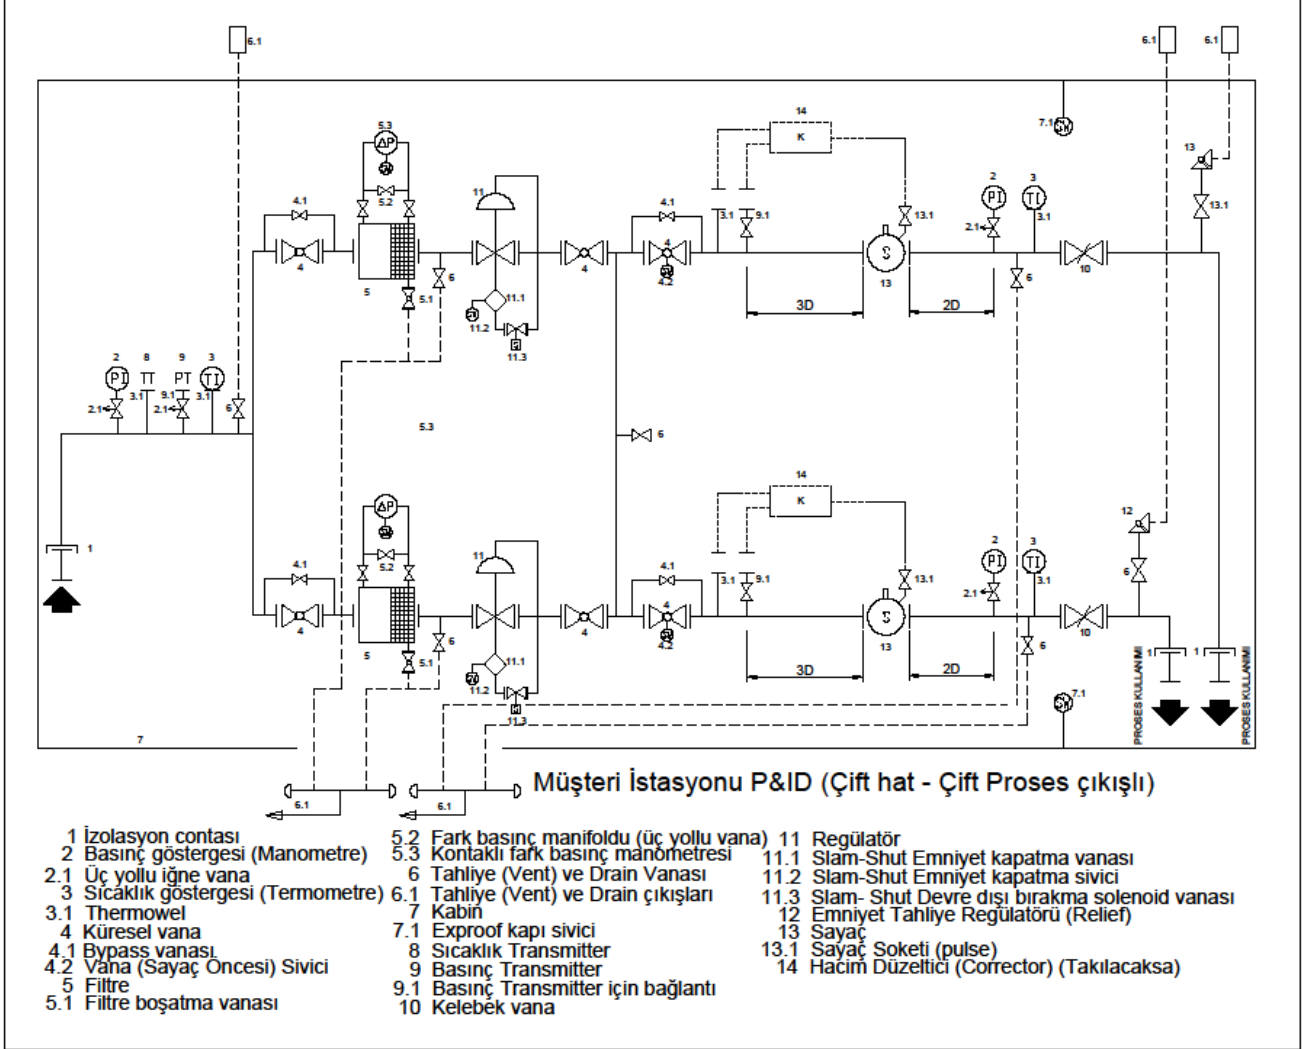 6.1
6.1
6.1
14
K
7.1
SW
5.3
ΔP
SW
5.2
4.1
4
5
5.1
6
11
11.1
SW
11.2
S
11.3
4
4.1
4
SW
4.2
3.1
9.1
13.1
S
13
3D
2D
2
PI
2.1
3
TI
3.1
6
10
13
13.1
2
8
9
3
PI
TT
PT
TI
2.1
3.1
9.1
2.1
3.1
6
5.3
6
1
14
K
ΔP
SW
5.2
4.1
4
5
5.1
6
11
11.1
SW
11.2
S
11.3
4
4.1
4
SW
4.2
3.1
9.1
13.1
S
13
3D
2D
2
PI
2.1
3
TI
3.1
6
10
12
6
1
1
PROSES KULLANIMI
PROSES KULLANIMI
SW
7.1
7
6.1
6.1
Müşteri İstasyonu P&ID (Çift hat - Çift Proses çıkışlı)
1 İzolasyon contası
2 Basınç göstergesi (Manometre)
2.1 Üç yollu iğne vana
3 Sıcaklık göstergesi (Termometre)
3.1 Thermowel
4 Küresel vana
4.1 Bypass vanası
4.2 Vana (Sayaç Öncesi) Sivici
5 Filtre
5.1 Filtre boşatma vanası
5.2 Fark basınç manifoldu (üç yollu vana)
5.3 Kontaklı fark basınç manometresi
6 Tahliye (Vent) ve Drain Vanası
6.1 Tahliye (Vent) ve Drain çıkışları
7 Kabin
7.1 Exproof kapı sivici
8 Sıcaklık Transmitter
9 Basınç Transmitter
9.1 Basınç Transmitter için bağlantı
10 Kelebek vana
11 Regülatör
11.1 Slam-Shut Emniyet kapatma vanası
11.2 Slam-Shut Emniyet kapatma sivici
11.3 Slam- Shut Devre dışı bırakma solenoid vanası
12 Emniyet Tahliye Regülatörü (Relief)
13 Sayaç
13.1 Sayaç Soketi (pulse)
14 Hacim Düzeltici (Corrector) (Takılacaksa)